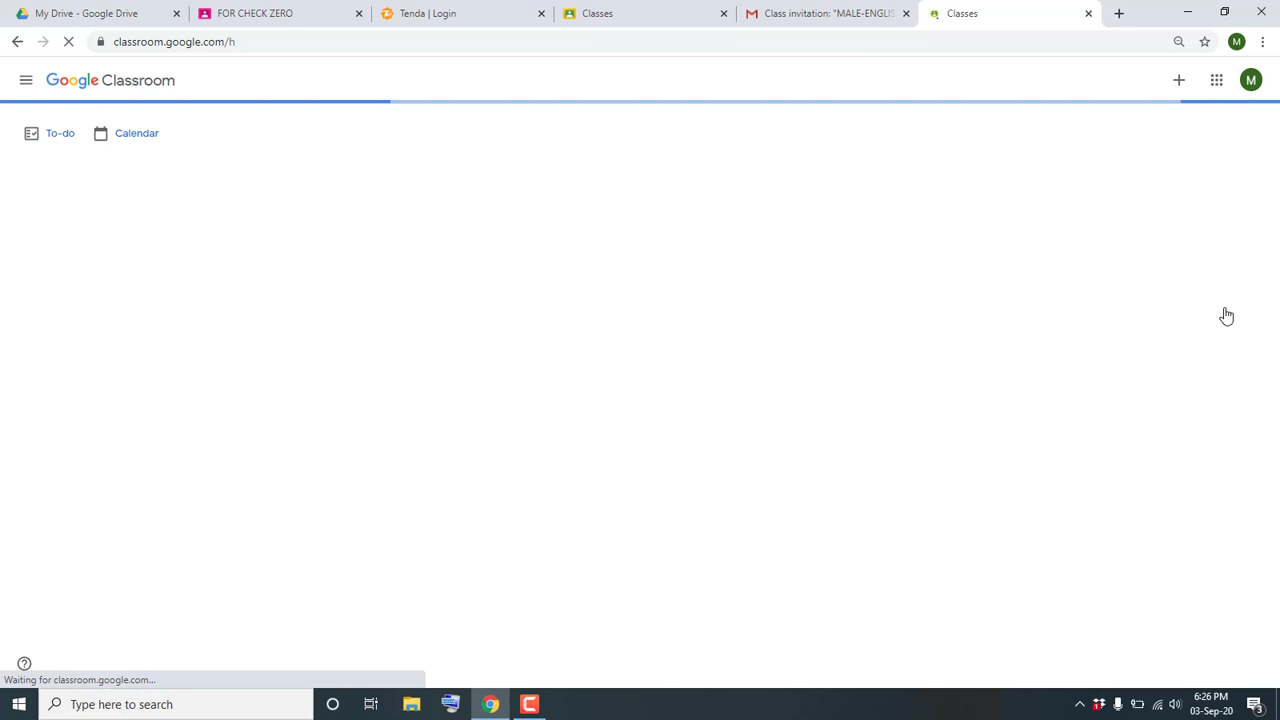 My Drive - Google Drive
FOR CHECK ZERO
Tenda | Login
Classes
Class invitation: "MALE-ENGLIS
Classes
classroom.google.com/h
M
Google Classroom
M
To-do
Calendar
Waiting for classroom.google.com...
Type here to search
6:26 PM
03-Sep-20
3